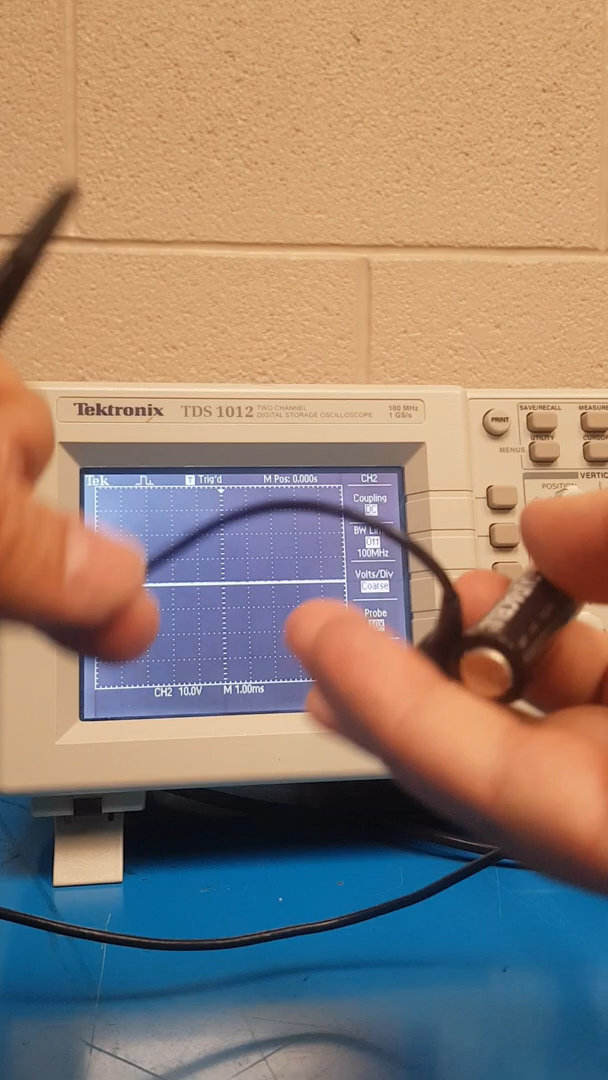 Tektronix TDS 1012 TWO CHANNEL DIGITAL STORAGE OSCILLOSCOPE 100 MHz 1 GS/s
PRINT
SAVE/RECALL
MEASURE
UTILITY
CURSOR
MENUS
VERTIC
POSITION
Tek
T Trig'd
M Pos: 0.000s
CH2
Coupling
DC
BW Lim
Off
100MHz
Volts/Div
Coarse
Probe
CH2 10.0V
M 1.00ms